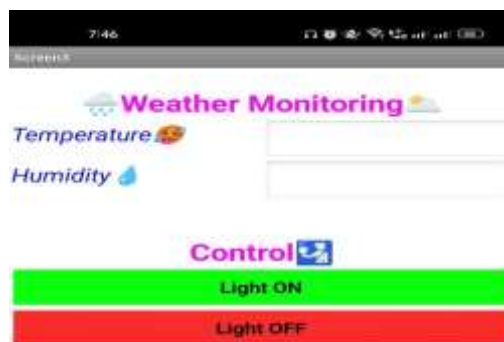 7:46
Weather Monitoring
Temperature
Humidity
Control
Light ON
Light OFF